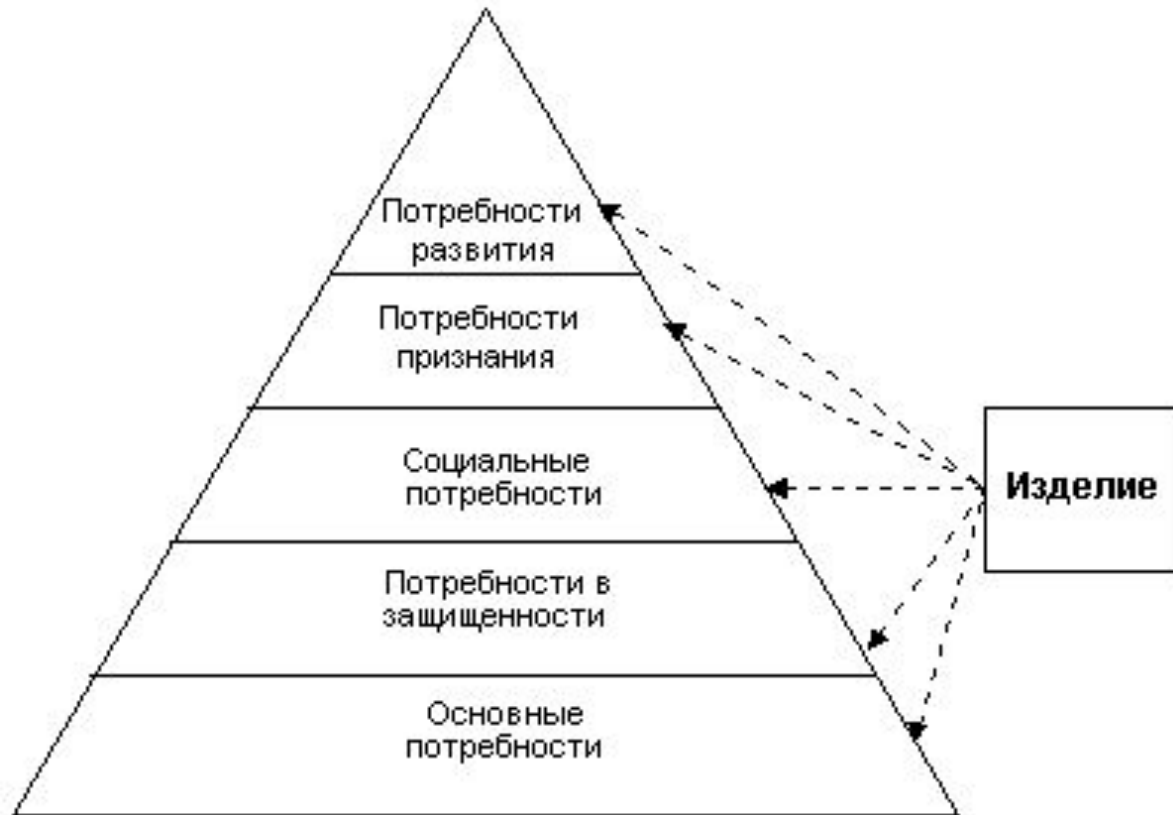 Потребности
развития
Потребности
признания
Социальные
потребности
Изделие
Потребности в
защищенности
Основные
потребности